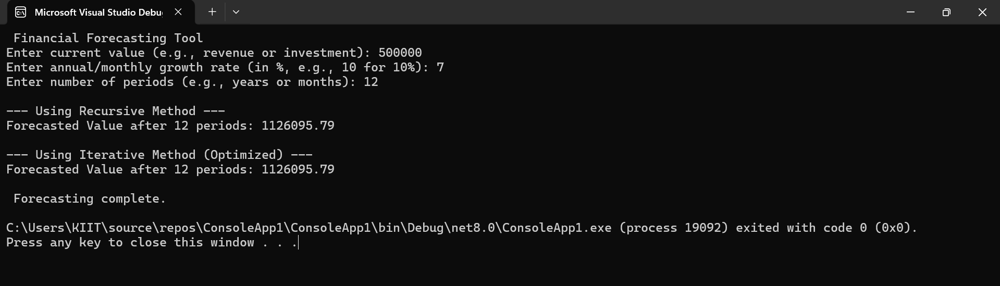 Microsoft Visual Studio Debu
 Financial Forecasting Tool
Enter current value (e.g., revenue or investment): 500000
Enter annual/monthly growth rate (in %, e.g., 10 for 10%): 7
Enter number of periods (e.g., years or months): 12
--- Using Recursive Method ---
Forecasted Value after 12 periods: 1126095.79
--- Using Iterative Method (Optimized) ---
Forecasted Value after 12 periods: 1126095.79
 Forecasting complete.
C:\Users\KIIT\source\repos\ConsoleApp1\ConsoleApp1\bin\Debug\net8.0\ConsoleApp1.exe (process 19092) exited with code 0 (0x0).
Press any key to close this window . . .